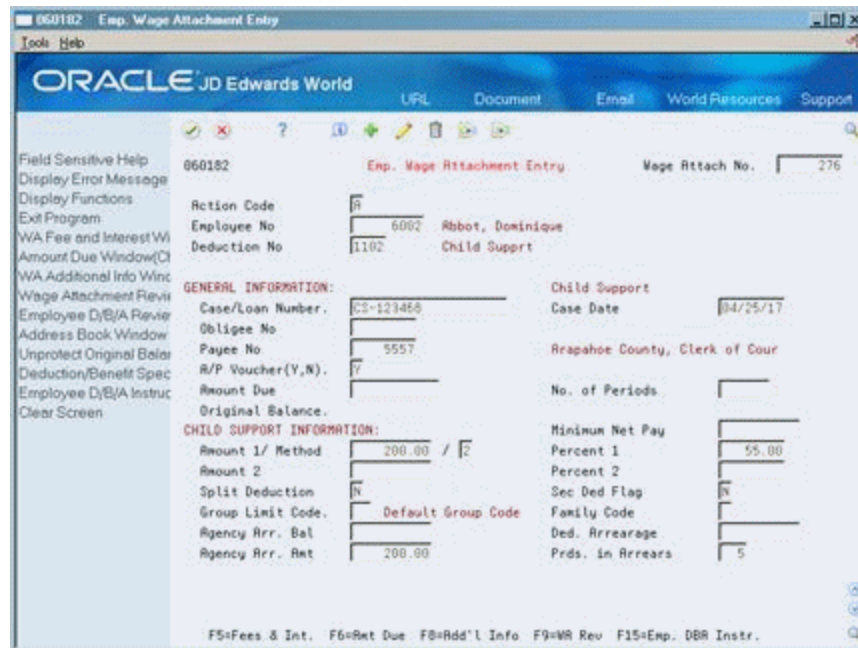 060182 Emp. Wage Attachment Entry
Tools Help
ORACLE JD Edwards World
URL Document Email World Resources Support
Field Sensitive Help
Display Error Message
Display Functions
Exit Program
WA Fee and Interest Wi
Amount Due Window(Ch
WA Additional Info Wind
Wage Attachment Revie
Employee D/B/A Review
Address Book Window
Unprotect Original Balan
Deduction/Benefit Spec
Employee D/B/A Instruc
Clear Screen
060182 Emp. Wage Attachment Entry Wage Attach No. 276
Action Code A
Employee No 6002 Abbot, Dominique
Deduction No 1102 Child Supprt
GENERAL INFORMATION: Child Support
Case/Loan Number. CS-123456 Case Date 04/25/17
Obligee No
Payee No 5557 Arapahoe County, Clerk of Cour
A/P Voucher(Y,N). Y
Amount Due No. of Periods
Original Balance.
CHILD SUPPORT INFORMATION: Minimum Net Pay
Amount 1/ Method 200.00 / 2 Percent 1 55.00
Amount 2 Percent 2
Split Deduction N Sec Ded Flag N
Group Limit Code. Default Group Code Family Code
Agency Arr. Bal Ded. Arrearage
Agency Arr. Amt 200.00 Prds. in Arrears 5
F5=Fees & Int. F6=Amt Due F8=Add'l Info F9=WA Rev F15=Emp. DBA Instr.